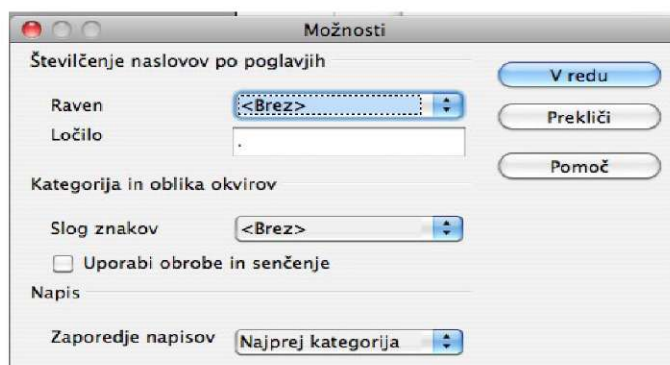 Možnosti
Številčenje naslovov po poglavjih
V redu
Raven <Brez>
Prekliči
Ločilo .
Pomoč
Kategorija in oblika okvirov
Slog znakov <Brez>
Uporabi obrobe in senčenje
Napis
Zaporedje napisov Najprej kategorija